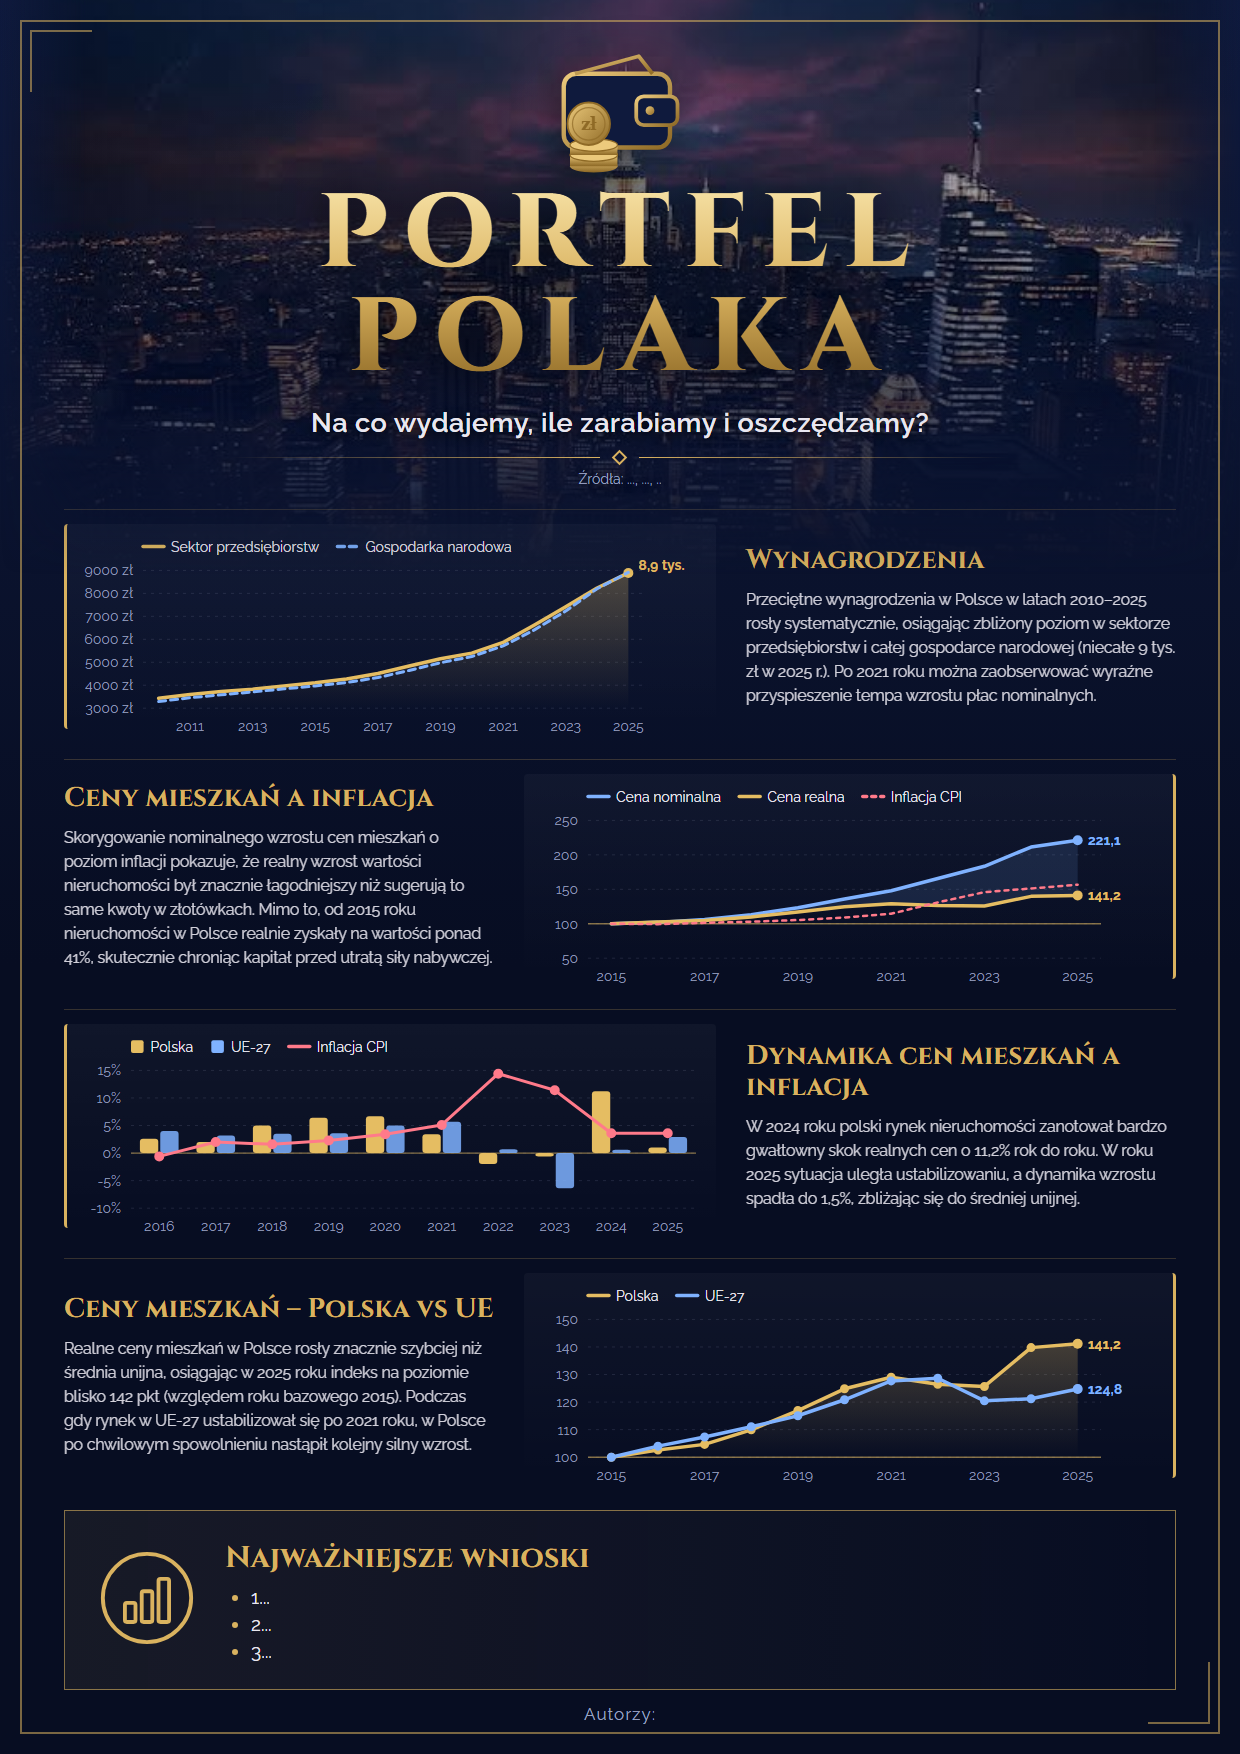 zł
PORTFEL
POLAKA
Na co wydajemy, ile zarabiamy i oszczędzamy?
Źródła: ..., ..., ..
Sektor przedsiębiorstw Gospodarka narodowa
9000 zł
8000 zł
7000 zł
6000 zł
5000 zł
4000 zł
3000 zł
8,9 tys.
2011 2013 2015 2017 2019 2021 2023 2025
Wynagrodzenia
Przeciętne wynagrodzenia w Polsce w latach 2010–2025
rosły systematycznie, osiągając zbliżony poziom w sektorze
przedsiębiorstw i całej gospodarce narodowej (niecałe 9 tys.
zł w 2025 r.). Po 2021 roku można zaobserwować wyraźne
przyspieszenie tempa wzrostu płac nominalnych.
Ceny mieszkań a inflacja
Skorygowanie nominalnego wzrostu cen mieszkań o
poziom inflacji pokazuje, że realny wzrost wartości
nieruchomości był znacznie łagodniejszy niż sugerują to
same kwoty w złotówkach. Mimo to, od 2015 roku
nieruchomości w Polsce realnie zyskały na wartości ponad
41%, skutecznie chroniąc kapitał przed utratą siły nabywczej.
Cena nominalna Cena realna Inflacja CPI
250
200
150
100
50
221,1
141,2
2015 2017 2019 2021 2023 2025
Polska UE-27 Inflacja CPI
15%
10%
5%
0%
-5%
-10%
2016 2017 2018 2019 2020 2021 2022 2023 2024 2025
Dynamika cen mieszkań a
inflacja
W 2024 roku polski rynek nieruchomości zanotował bardzo
gwałtowny skok realnych cen o 11,2% rok do roku. W roku
2025 sytuacja uległa ustabilizowaniu, a dynamika wzrostu
spadła do 1,5%, zbliżając się do średniej unijnej.
Ceny mieszkań – Polska vs UE
Realne ceny mieszkań w Polsce rosły znacznie szybciej niż
średnia unijna, osiągając w 2025 roku indeks na poziomie
blisko 142 pkt (względem roku bazowego 2015). Podczas
gdy rynek w UE-27 ustabilizował się po 2021 roku, w Polsce
po chwilowym spowolnieniu nastąpił kolejny silny wzrost.
Polska UE-27
150
140
130
120
110
100
141,2
124,8
2015 2017 2019 2021 2023 2025
Najważniejsze wnioski
• 1...
• 2...
• 3...
Autorzy: